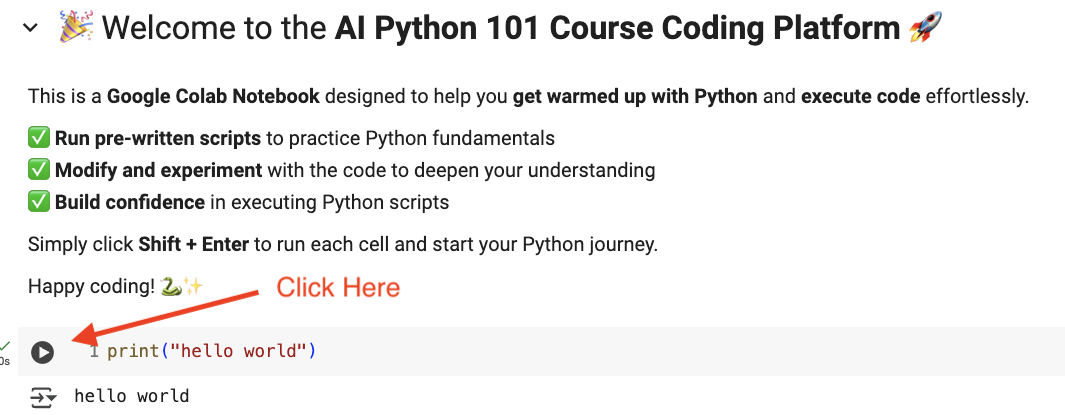 🎉 Welcome to the AI Python 101 Course Coding Platform 🚀
This is a Google Colab Notebook designed to help you get warmed up with Python and execute code effortlessly.
✅ Run pre-written scripts to practice Python fundamentals
✅ Modify and experiment with the code to deepen your understanding
✅ Build confidence in executing Python scripts
Simply click Shift + Enter to run each cell and start your Python journey.
Happy coding! 🐍✨
Click Here
1 print("hello world")
0s
hello world